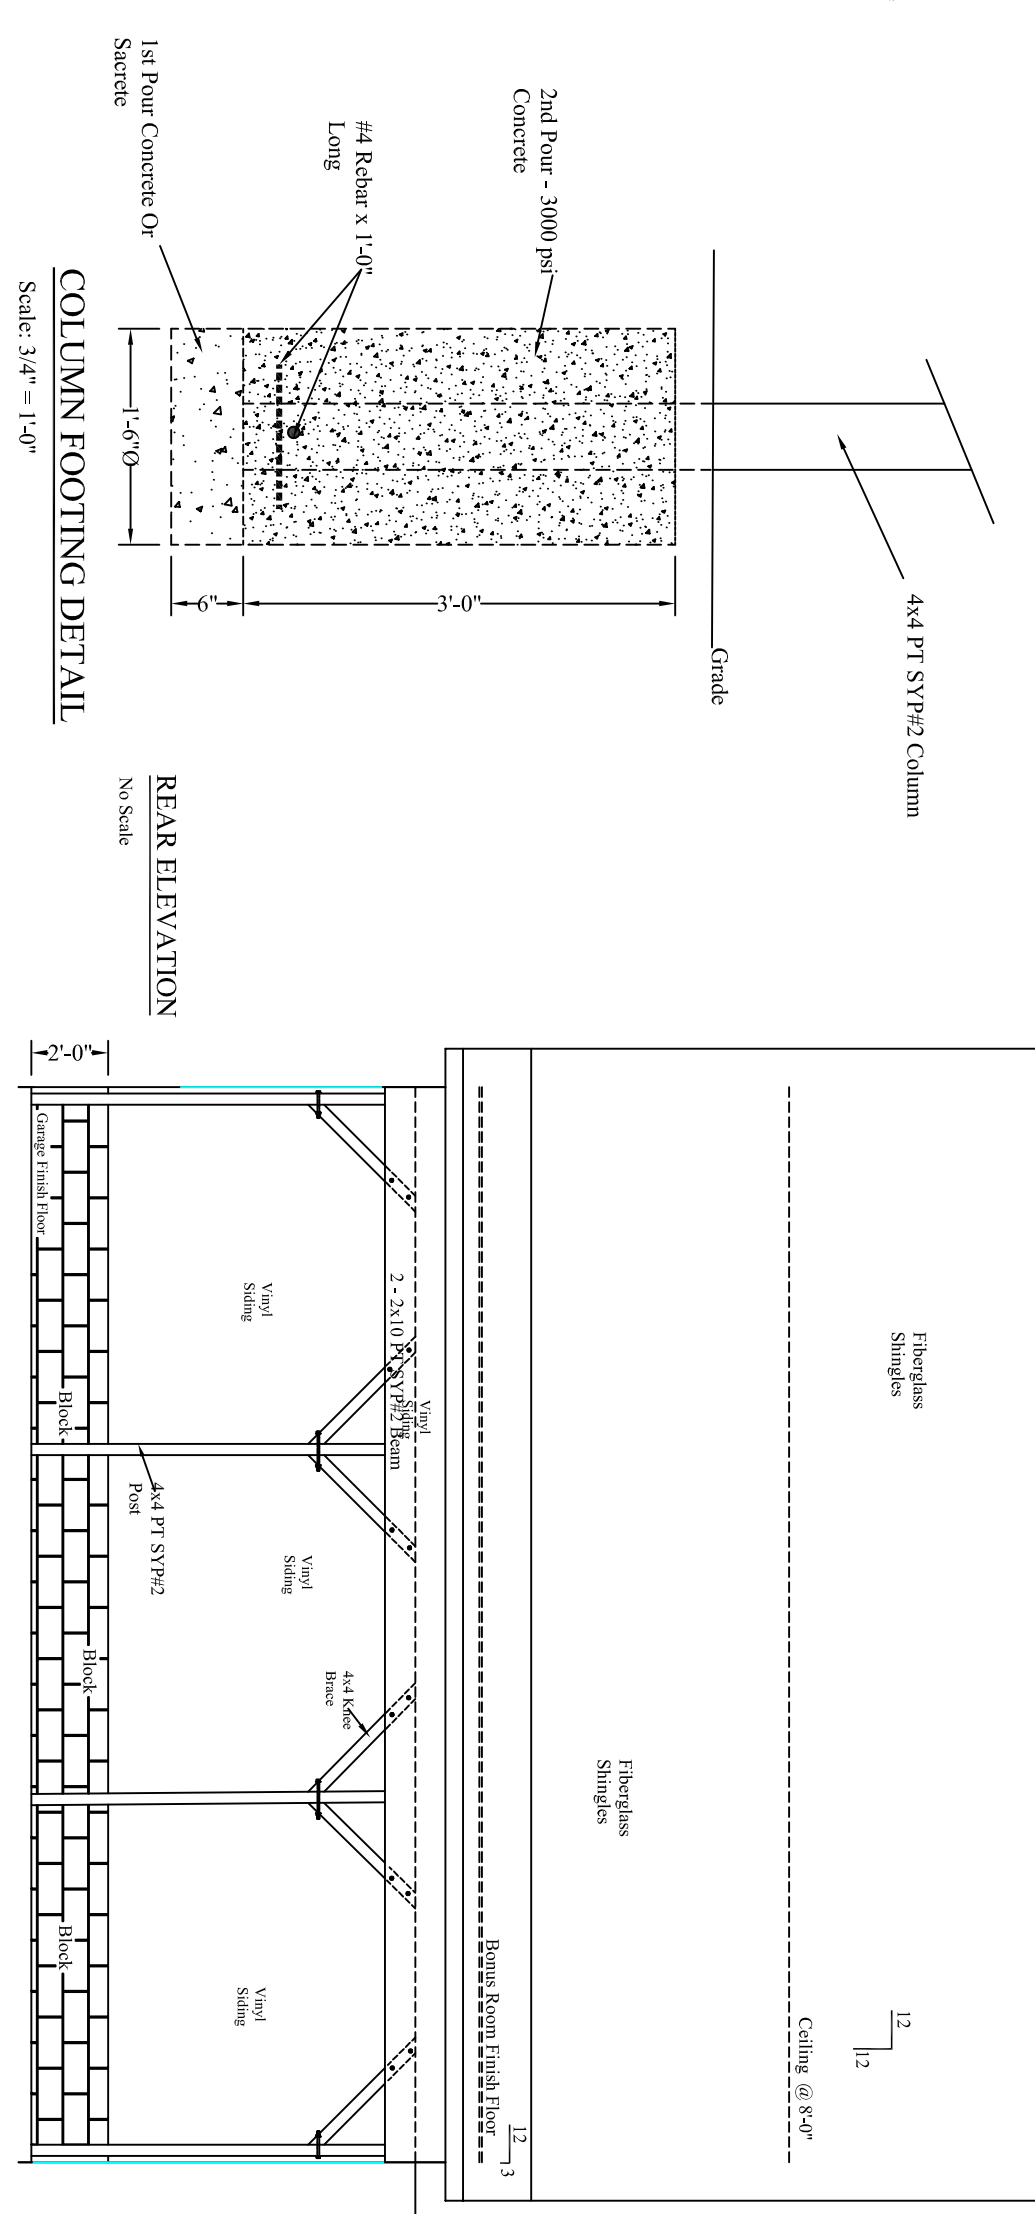 4x4 PT SYP#2 Column
Grade
2nd Pour - 3000 psi
Concrete
#4 Rebar x 1'-0"
Long
1st Pour Concrete Or
Sacrete
3'-0"
6"
1'-6"Ø
COLUMN FOOTING DETAIL
Scale: 3/4" = 1'-0"
REAR ELEVATION
No Scale
Fiberglass
Shingles
12
12
Ceiling @ 8'-0"
Fiberglass
Shingles
12
3
Bonus Room Finish Floor
Vinyl
Siding
2 - 2x10 PT SYP#2 Beam
4x4 Knee
Brace
Vinyl
Siding
Vinyl
Siding
Vinyl
Siding
4x4 PT SYP#2
Post
2'-0"
Block
Block
Block
Garage Finish Floor